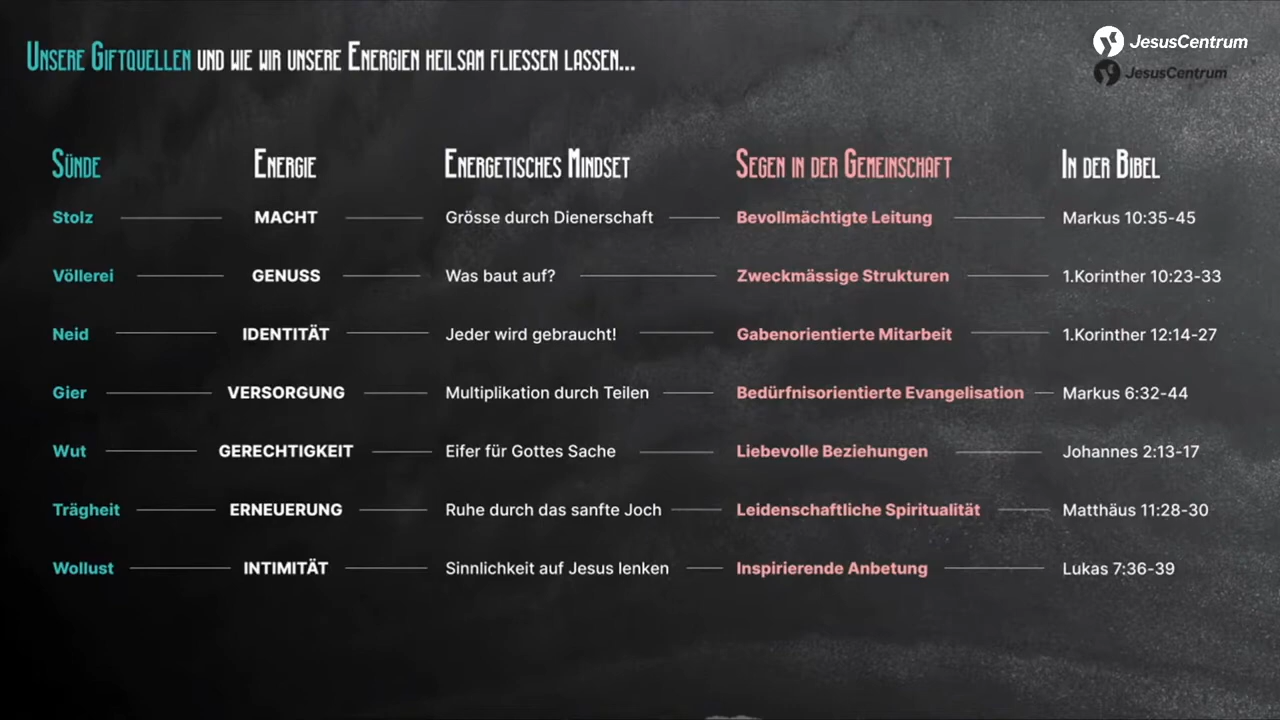 Unsere Giftquellen und wie wir unsere Energien heilsam fliessen lassen...
JesusCentrum
JesusCentrum
Sünde Energie Energetisches Mindset Segen in der Gemeinschaft In der Bibel
Stolz MACHT Grösse durch Dienerschaft Bevollmächtigte Leitung Markus 10:35-45
Völlerei GENUSS Was baut auf? Zweckmässige Strukturen 1.Korinther 10:23-33
Neid IDENTITÄT Jeder wird gebraucht! Gabenorientierte Mitarbeit 1.Korinther 12:14-27
Gier VERSORGUNG Multiplikation durch Teilen Bedürfnisorientierte Evangelisation Markus 6:32-44
Wut GERECHTIGKEIT Eifer für Gottes Sache Liebevolle Beziehungen Johannes 2:13-17
Trägheit ERNEUERUNG Ruhe durch das sanfte Joch Leidenschaftliche Spiritualität Matthäus 11:28-30
Wollust INTIMITÄT Sinnlichkeit auf Jesus lenken Inspirierende Anbetung Lukas 7:36-39